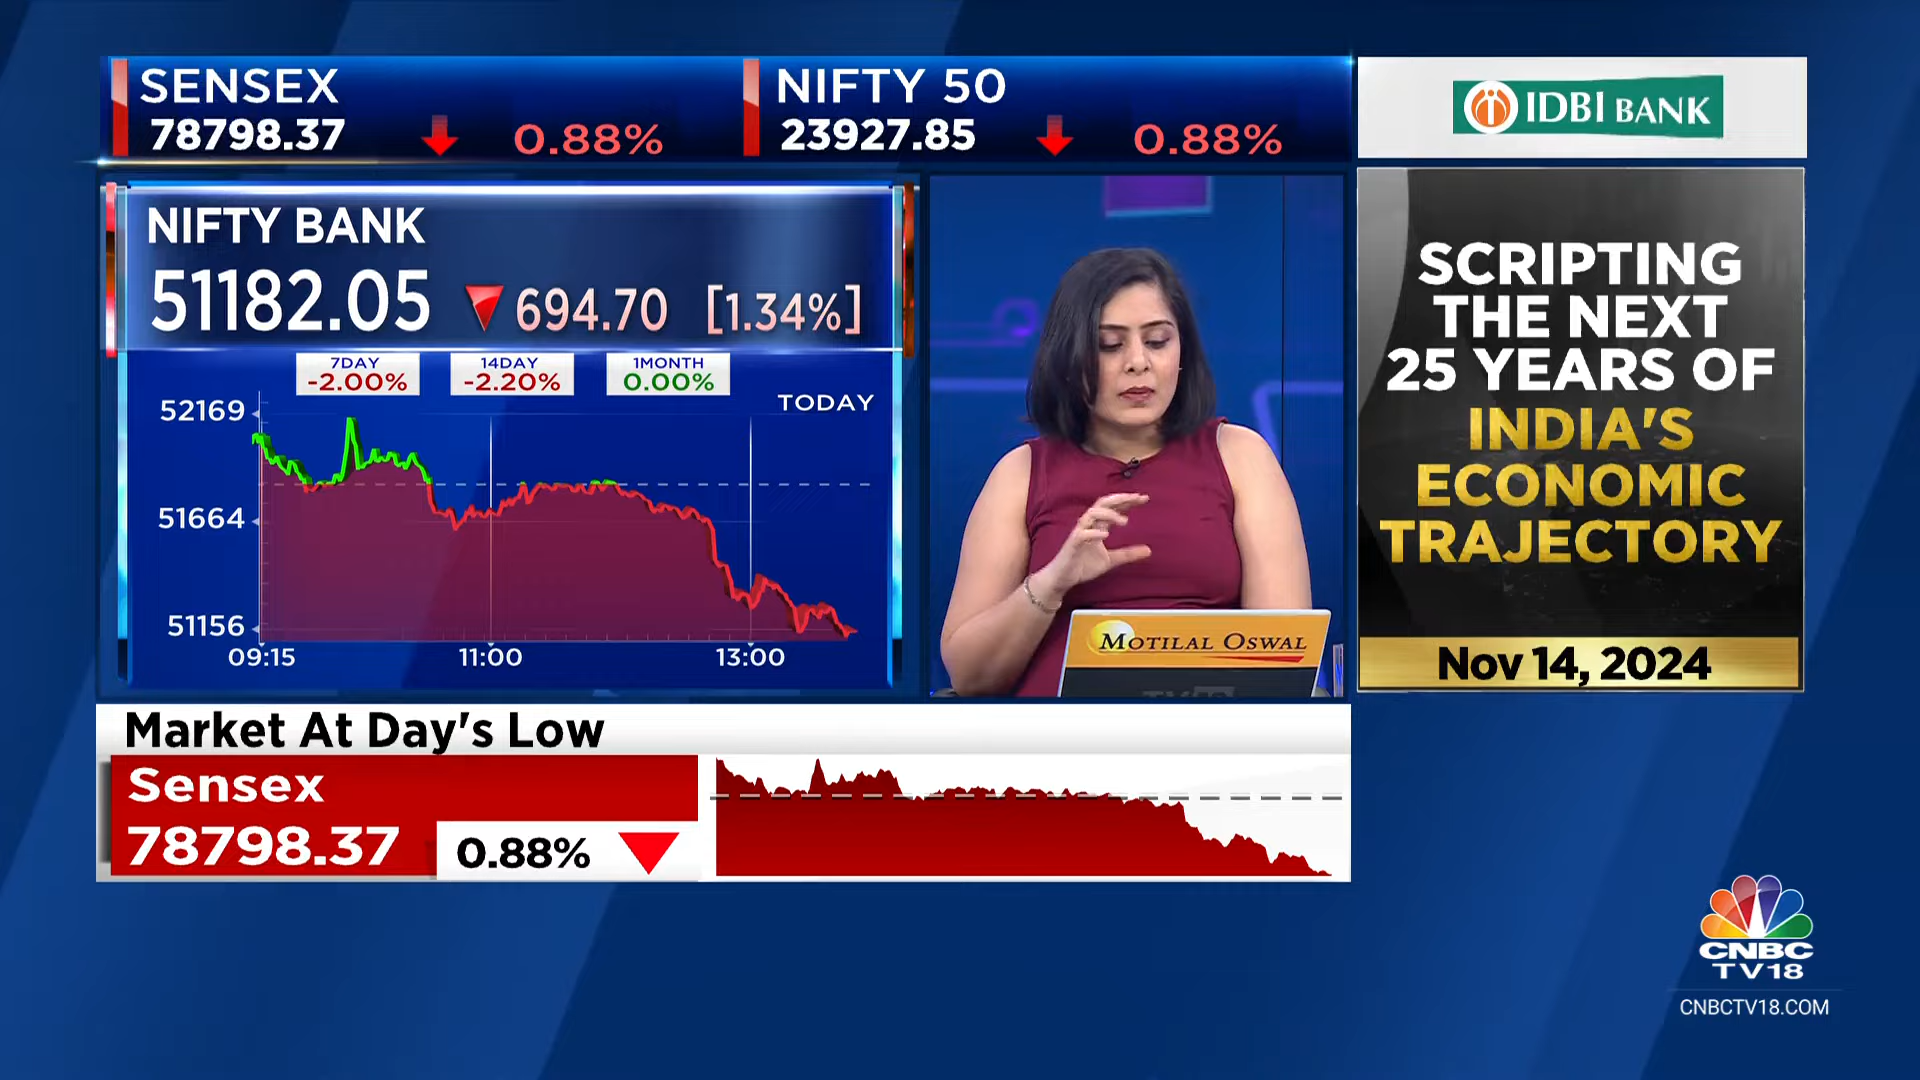 SENSEX
78798.37 0.88%
NIFTY 50
23927.85 0.88%
IDBI BANK
NIFTY BANK
51182.05 694.70 [1.34%]
7DAY
-2.00%
14DAY
-2.20%
1MONTH
0.00%
TODAY
52169
51664
51156
09:15 11:00 13:00
MOTILAL OSWAL
TV18
SCRIPTING
THE NEXT
25 YEARS OF
INDIA'S
ECONOMIC
TRAJECTORY
Nov 14, 2024
Market At Day's Low
Sensex
78798.37 0.88%
CNBC
TV18
CNBCTV18.COM